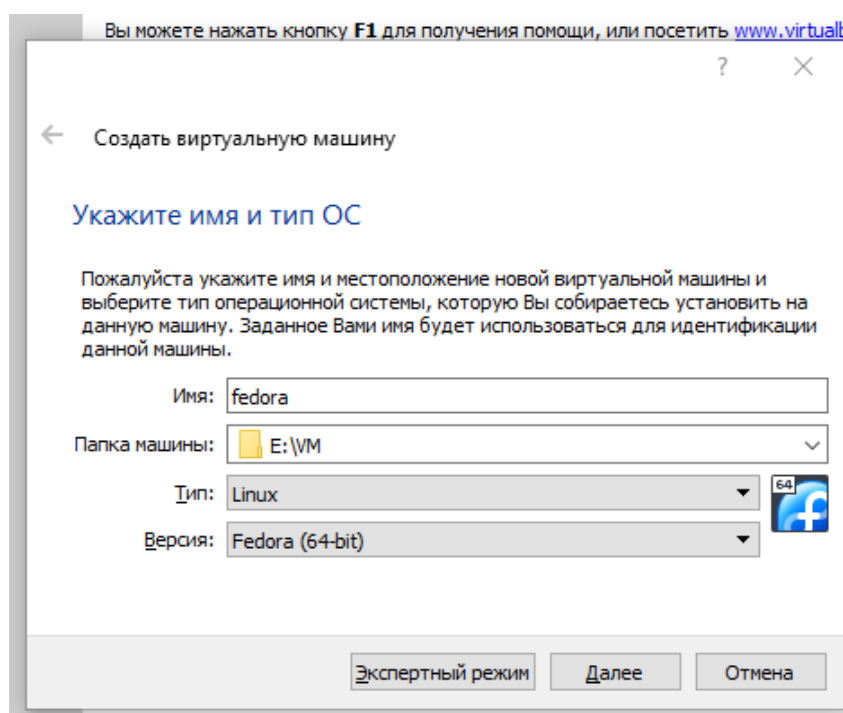 Вы можете нажать кнопку F1 для получения помощи, или посетить www.virtualb
?
Создать виртуальную машину
Укажите имя и тип ОС
Пожалуйста укажите имя и местоположение новой виртуальной машины и
выберите тип операционной системы, которую Вы собираетесь установить на
данную машину. Заданное Вами имя будет использоваться для идентификации
данной машины.
Имя: fedora
Папка машины: E:\VM
Тип: Linux
64
Версия: Fedora (64-bit)
Экспертный режим Далее Отмена